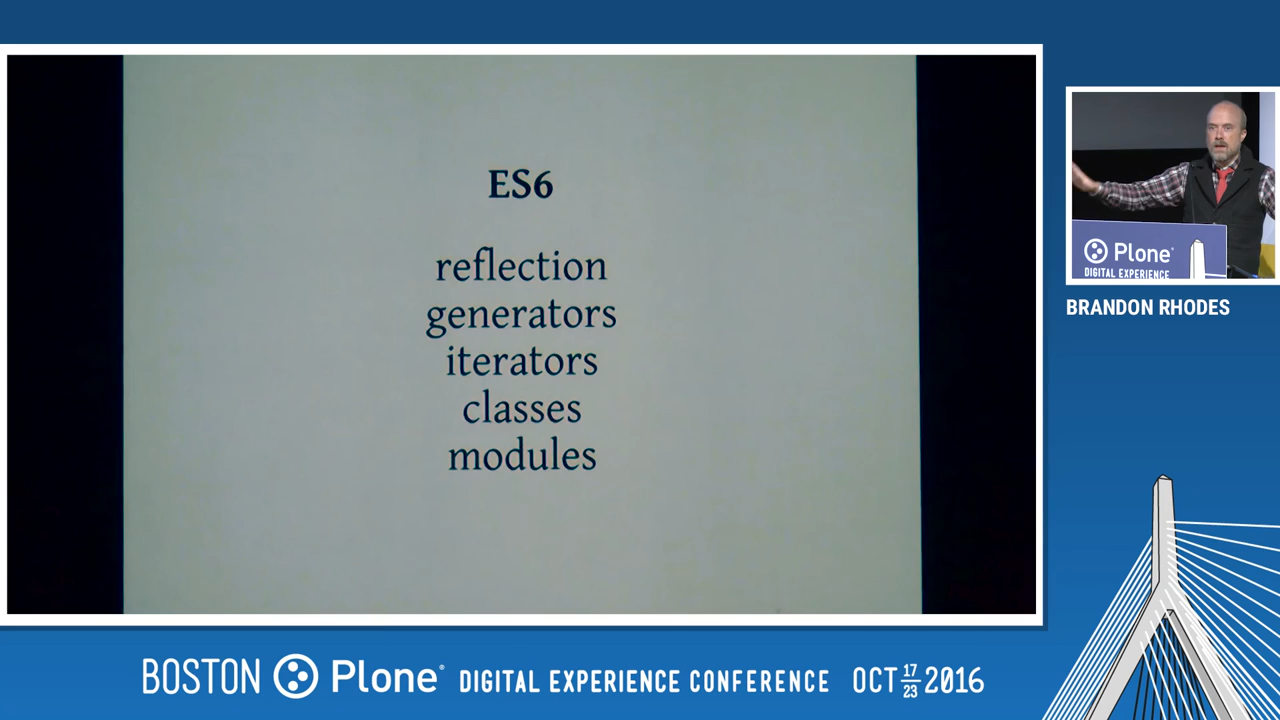 ES6
reflection
generators
iterators
classes
modules
Plone®
DIGITAL EXPERIENCE
BRANDON RHODES
BOSTON Plone® DIGITAL EXPERIENCE CONFERENCE OCT 17 23 2016